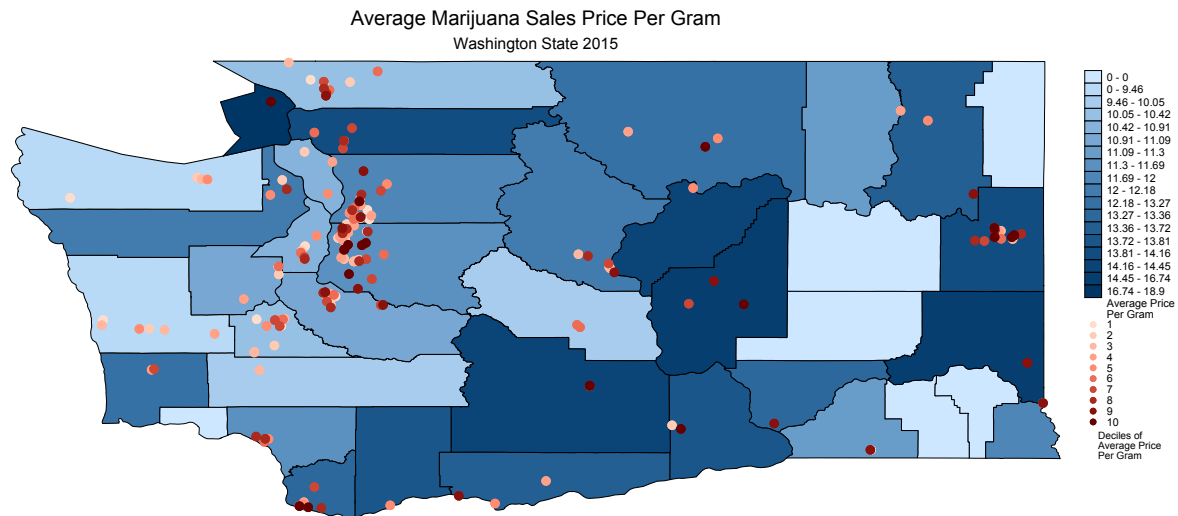 Average Marijuana Sales Price Per Gram
Washington State 2015
0 - 0
0 - 9.46
9.46 - 10.05
10.05 - 10.42
10.42 - 10.91
10.91 - 11.09
11.09 - 11.3
11.3 - 11.69
11.69 - 12
12 - 12.18
12.18 - 13.27
13.27 - 13.36
13.36 - 13.72
13.72 - 13.81
13.81 - 14.16
14.16 - 14.45
14.45 - 16.74
16.74 - 18.9
Average Price
Per Gram
1
2
3
4
5
6
7
8
9
10
Deciles of
Average Price
Per Gram